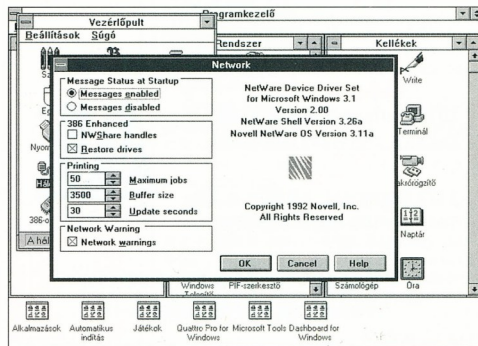 Programkezelő
Vezérlőpult
Beállítások Súgó
Rendszer
Kellékek
Network
Message Status at Startup
Messages enabled
Messages disabled
386 Enhanced
NWShare handles
Restore drives
Printing
50 Maximum jobs
3500 Buffer size
30 Update seconds
Network Warning
Network warnings
NetWare Device Driver Set
for Microsoft Windows 3.1
Version 2.00
NetWare Shell Version 3.26a
Novell NetWare OS Version 3.11a
Copyright 1992 Novell, Inc.
All Rights Reserved
OK Cancel Help
Write
Terminál
Naptár
Óra
Számológép
386-o
A hál
Windows
PIF-szerkesztő
Alkalmazások
Automatikus
indítás
Játékok
Quattro Pro for
Windows
Microsoft Tools
Dashboard for
Windows